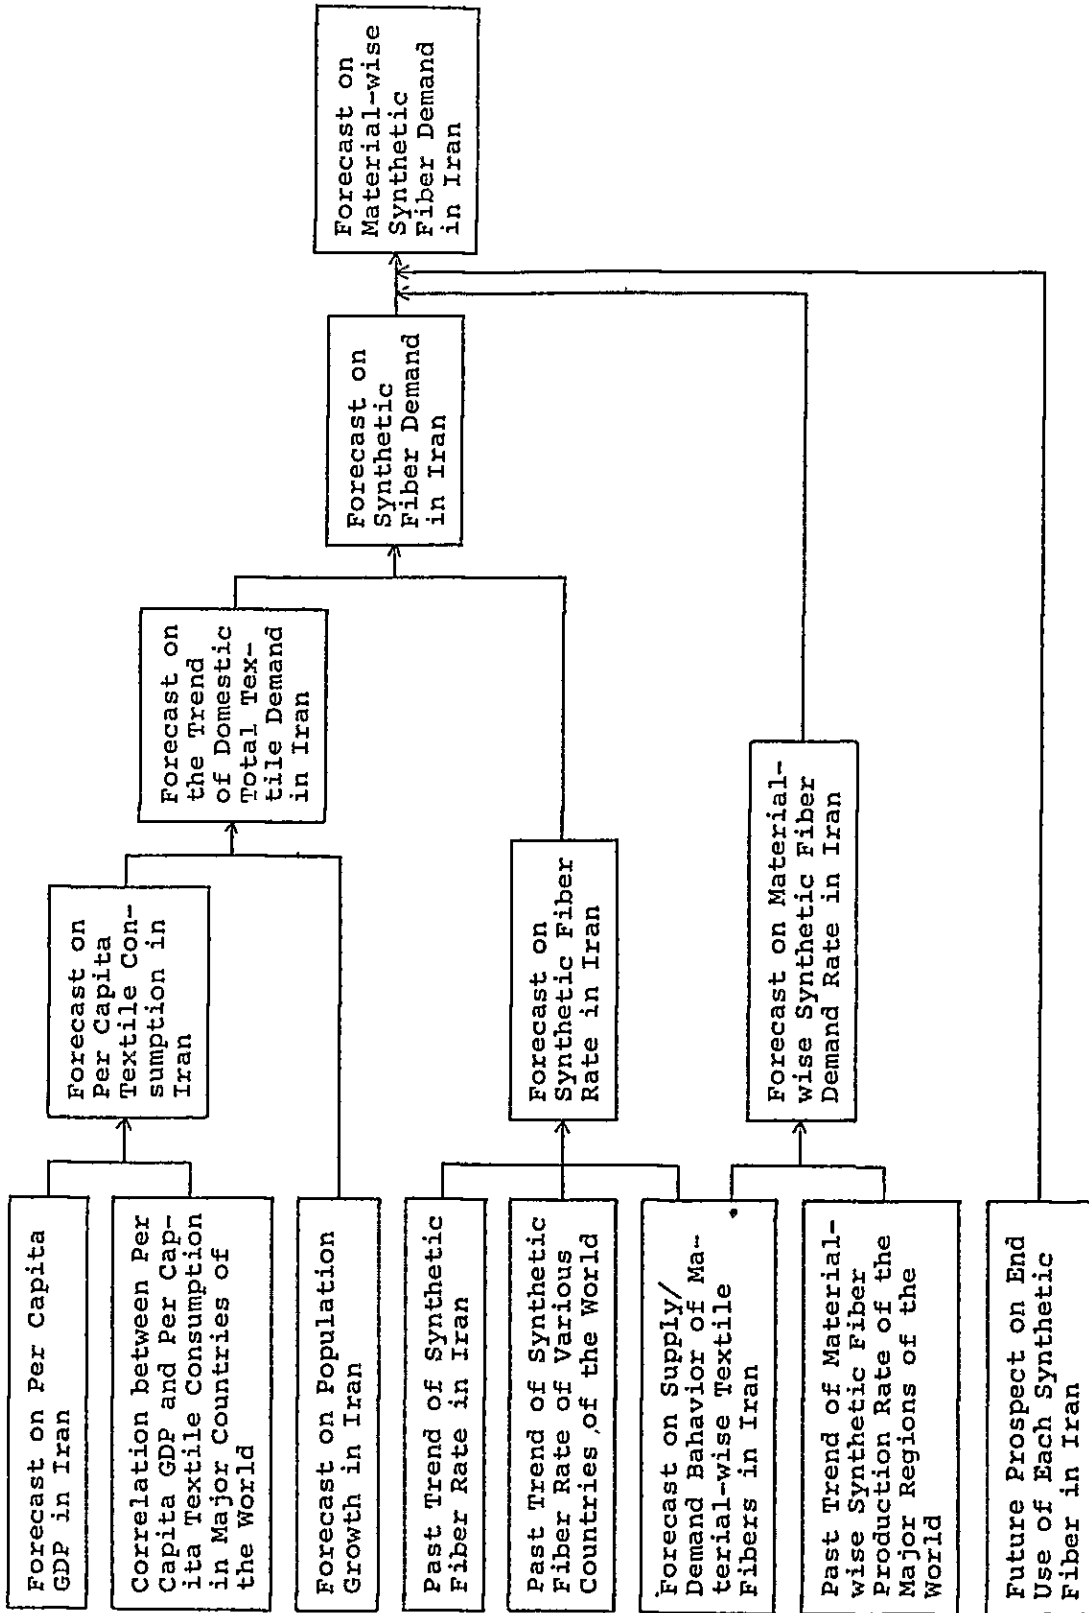 Forecast on Per Capita
GDP in Iran
Correlation between Per
Capita GDP and Per Cap-
ita Textile Consumption
in Major Countries of
the World
Forecast on Population
Growth in Iran
Past Trend of Synthetic
Fiber Rate in Iran
Past Trend of Synthetic
Fiber Rate of Various
Countries of the World
Forecast on Supply/
Demand Bahavior of Ma-
terial-wise Textile
Fibers in Iran
Past Trend of Material-
wise Synthetic Fiber
Production Rate of the
Major Regions of the
World
Future Prospect on End
Use of Each Synthetic
Fiber in Iran
Forecast on
Per Capita
Textile Con-
sumption in
Iran
Forecast on
Synthetic Fiber
Rate in Iran
Forecast on Material-
wise Synthetic Fiber
Demand Rate in Iran
Forecast on
the Trend
of Domestic
Total Tex-
tile Demand
in Iran
Forecast on
Synthetic
Fiber Demand
in Iran
Forecast on
Material-wise
Synthetic
Fiber Demand
in Iran